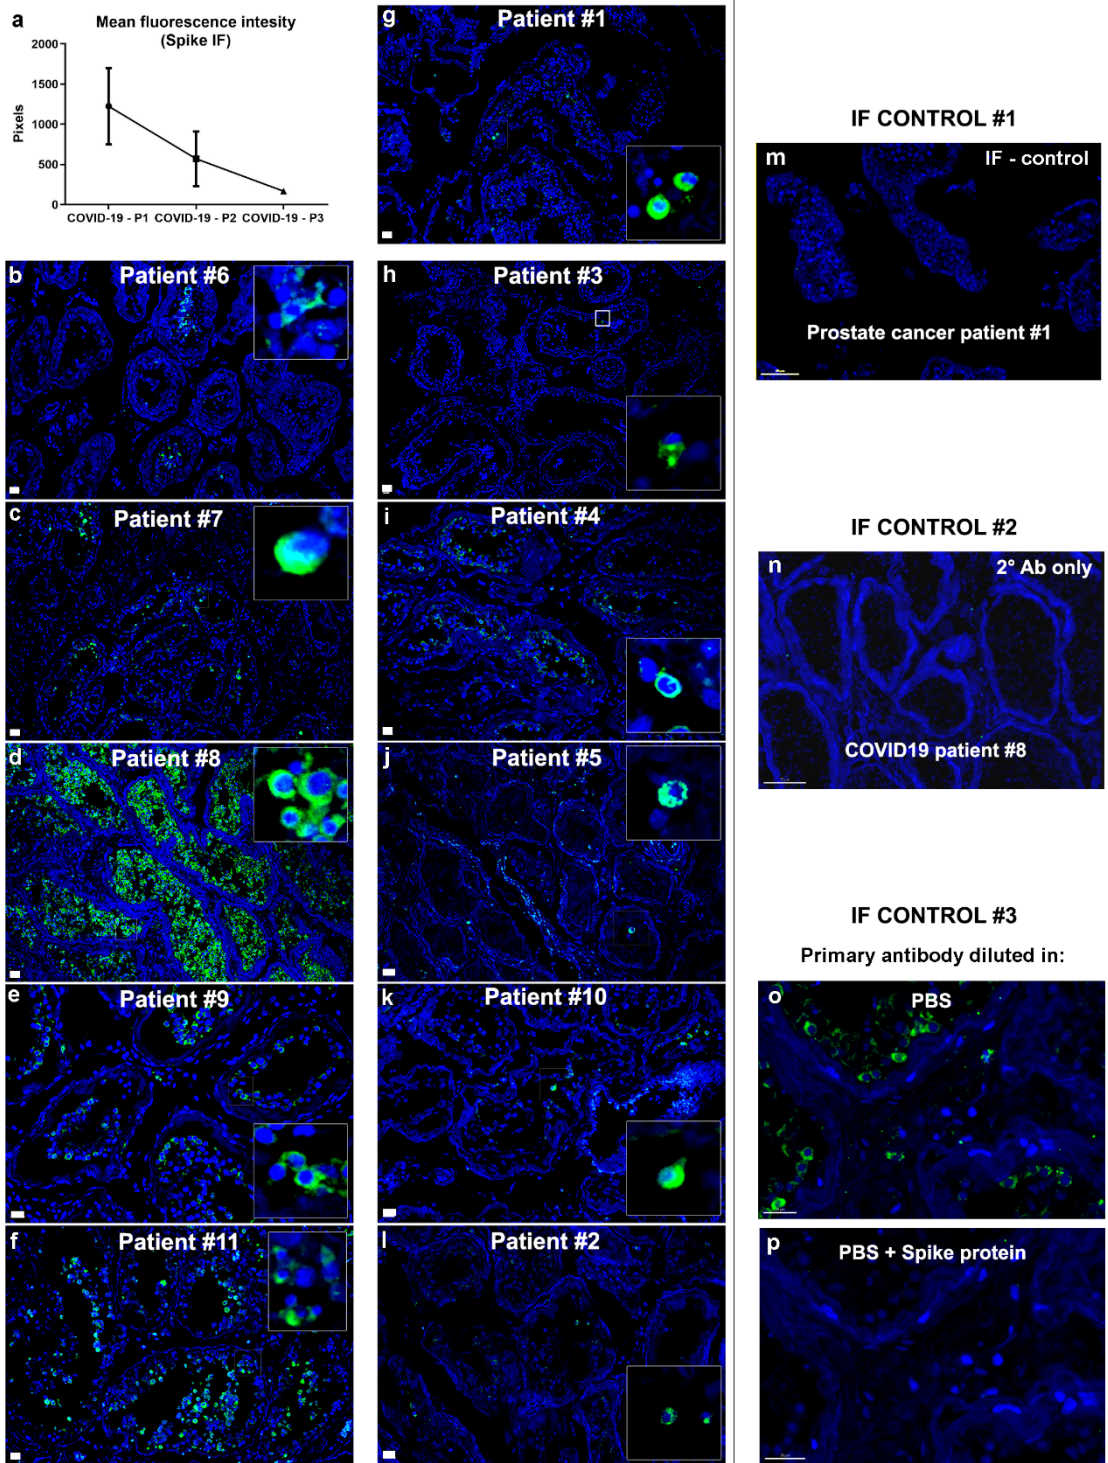 a
Mean fluorescence intesity
(Spike IF)
2000
1500
1000
500
0
Pixels
COVID-19 - P1 COVID-19 - P2 COVID-19 - P3
b
Patient #6
c
Patient #7
d
Patient #8
e
Patient #9
f
Patient #11
g
Patient #1
h
Patient #3
i
Patient #4
j
Patient #5
k
Patient #10
l
Patient #2
IF CONTROL #1
m
IF - control
Prostate cancer patient #1
IF CONTROL #2
n
2° Ab only
COVID19 patient #8
IF CONTROL #3
Primary antibody diluted in:
o
PBS
p
PBS + Spike protein